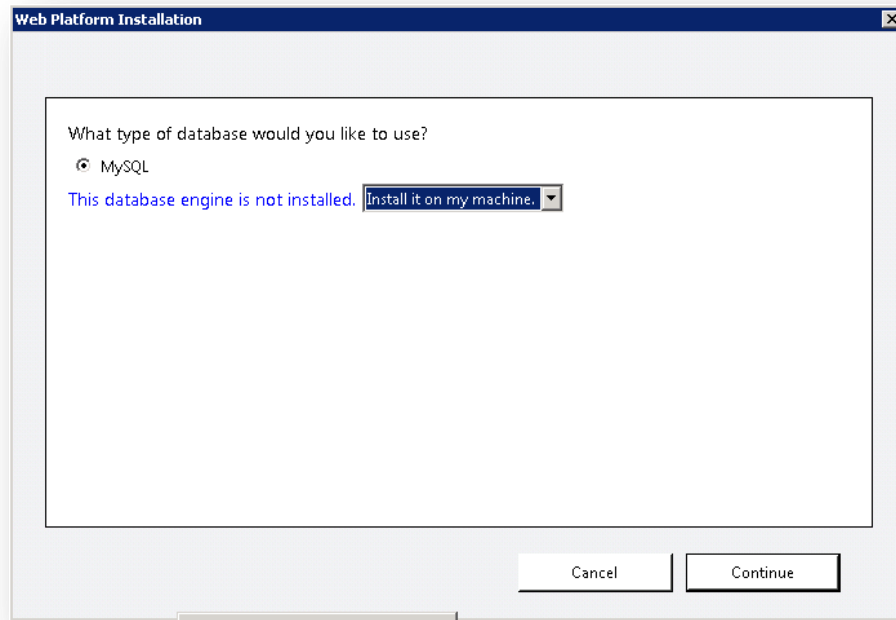 Web Platform Installation
What type of database would you like to use?
MySQL
This database engine is not installed. Install it on my machine.
Cancel Continue